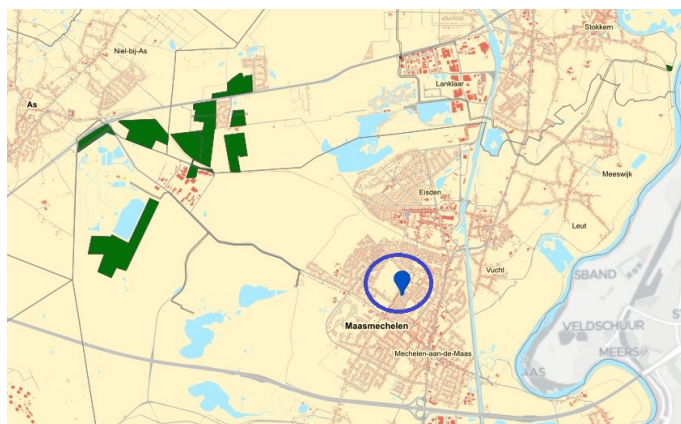 Stokkem
Niel-bij-As
Lanklaar
As
Meeswijk
Eisden
Leut
Vucht
SBAND
Maasmechelen
VELDSCHUUR
Mechelen-aan-de-Maas
MEERS
AAS